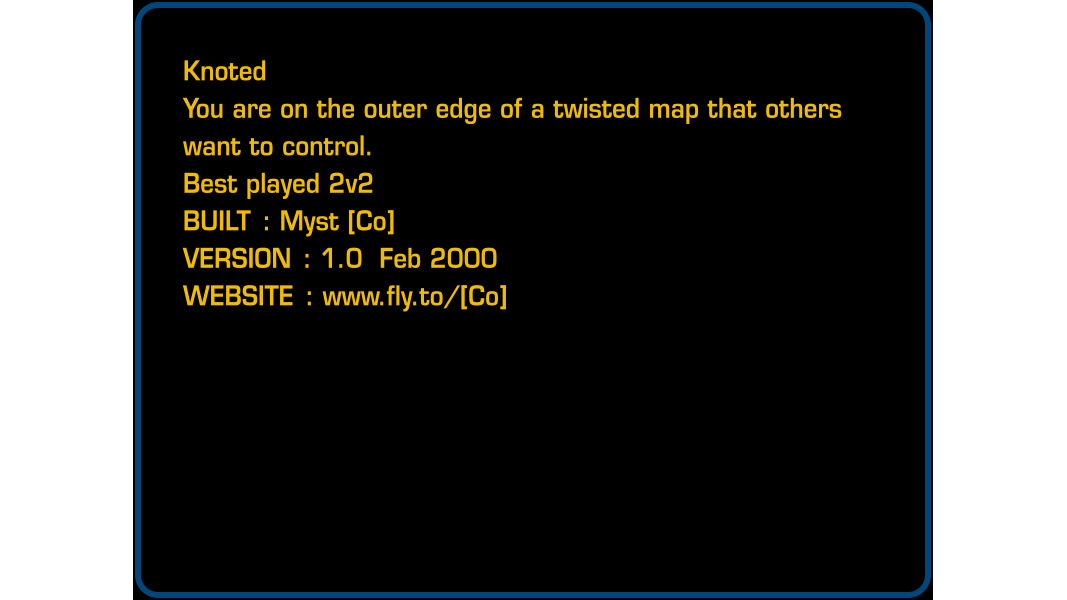 Knoted
You are on the outer edge of a twisted map that others
want to control.
Best played 2v2
BUILT : Myst [Co]
VERSION : 1.0 Feb 2000
WEBSITE : www.fly.to/[Co]